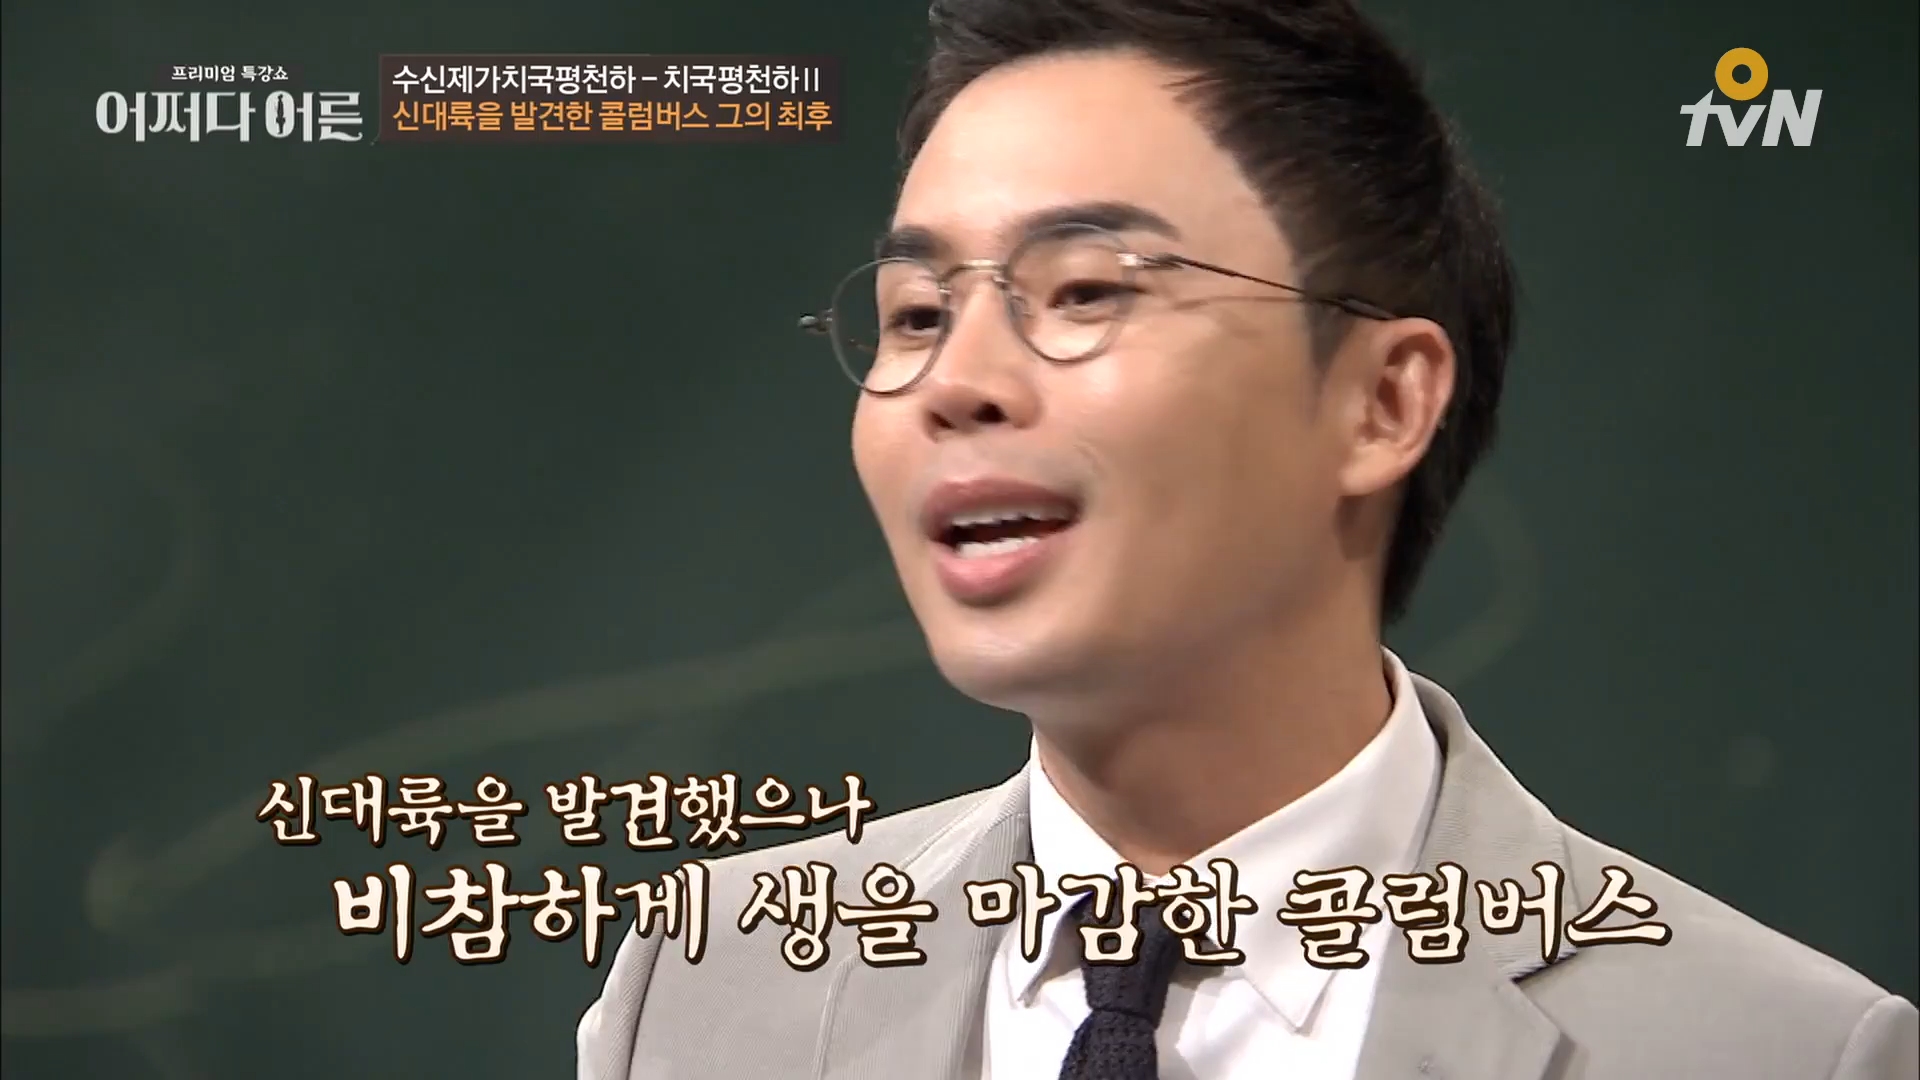 프리미엄 특강쇼
어쩌다 어른
수신제가치국평천하 – 치국평천하 II
신대륙을 발견한 콜럼버스 그의 최후
tvN
신대륙을 발견했으나
비참하게 생을 마감한 콜럼버스